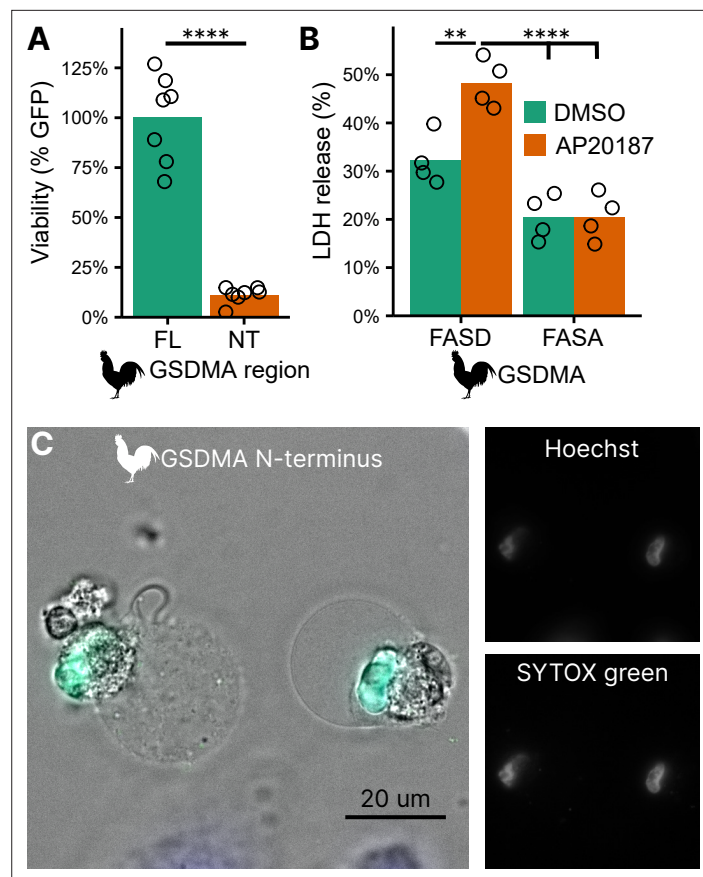 A
****
Viability (% GFP)
125%
100%
75%
50%
25%
0%
FL NT
GSDMA region
B
** ****
LDH release (%)
50%
40%
30%
20%
10%
0%
DMSO
AP20187
FASD FASA
GSDMA
C
GSDMA N-terminus
20 um
Hoechst
SYTOX green